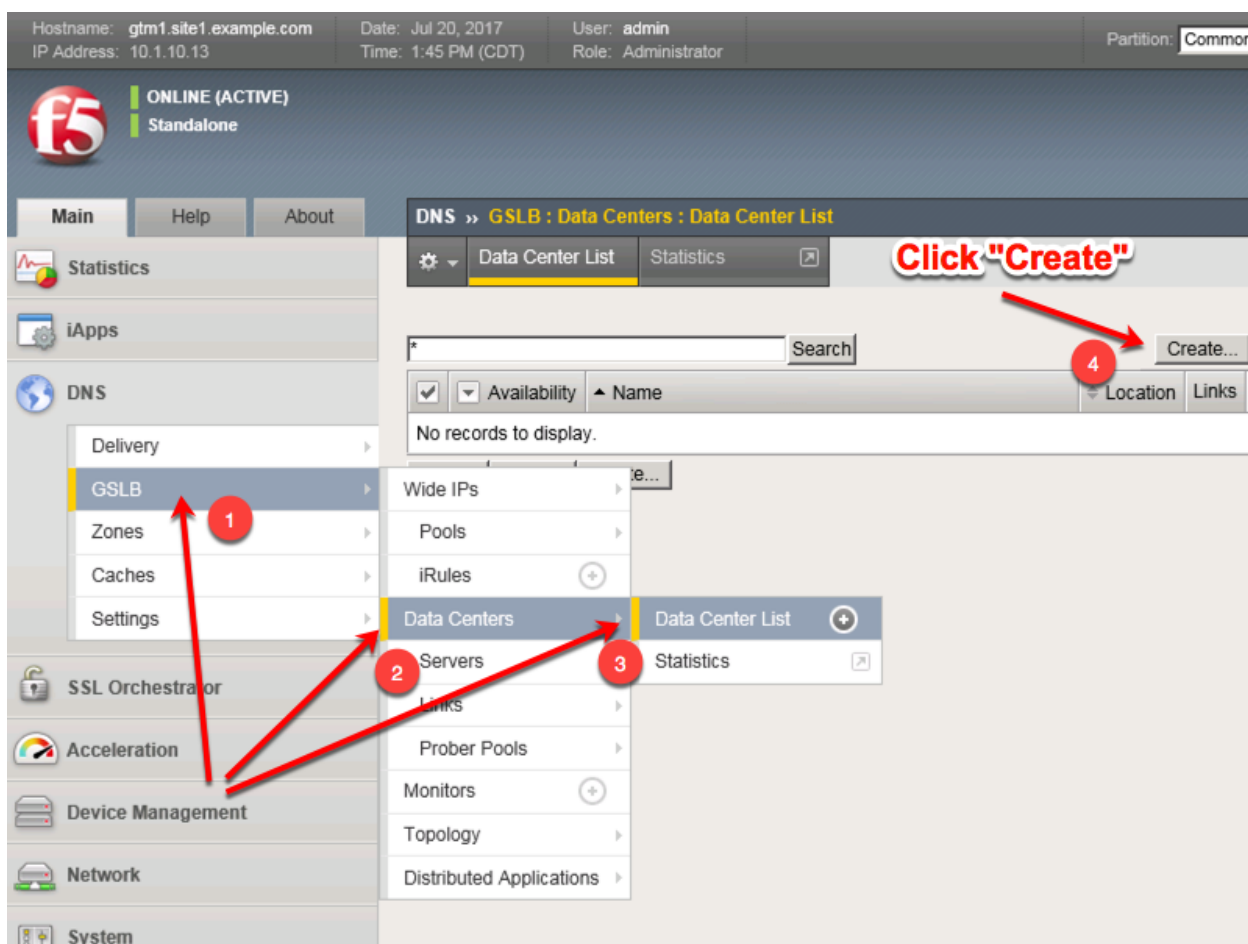 Hostname: gtm1.site1.example.com Date: Jul 20, 2017 User: admin
IP Address: 10.1.10.13 Time: 1:45 PM (CDT) Role: Administrator
Partition: Common
f5
ONLINE (ACTIVE)
Standalone
Main Help About
DNS » GSLB : Data Centers : Data Center List
Data Center List Statistics
Click "Create"
Statistics
iApps
* Search Create...
4
Availability Name Location Links
No records to display.
DNS
Delivery
GSLB
1
Zones
Caches
Settings
Wide IPs
Pools
iRules
Data Centers
2
Servers
Links
Prober Pools
Monitors
Topology
Distributed Applications
Data Center List
3
Statistics
SSL Orchestrator
Acceleration
Device Management
Network
System